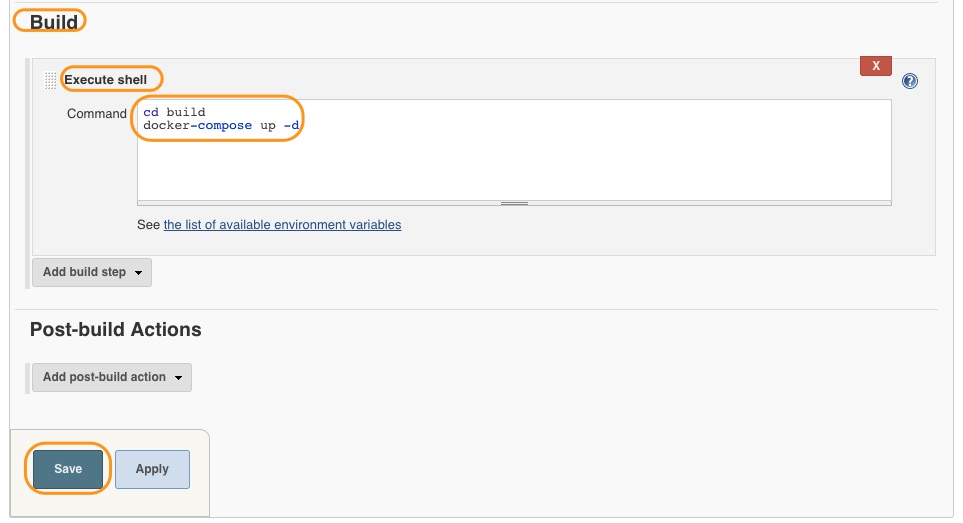 Build
Execute shell
X
?
Command
cd build
docker-compose up -d
See the list of available environment variables
Add build step
Post-build Actions
Add post-build action
Save
Apply